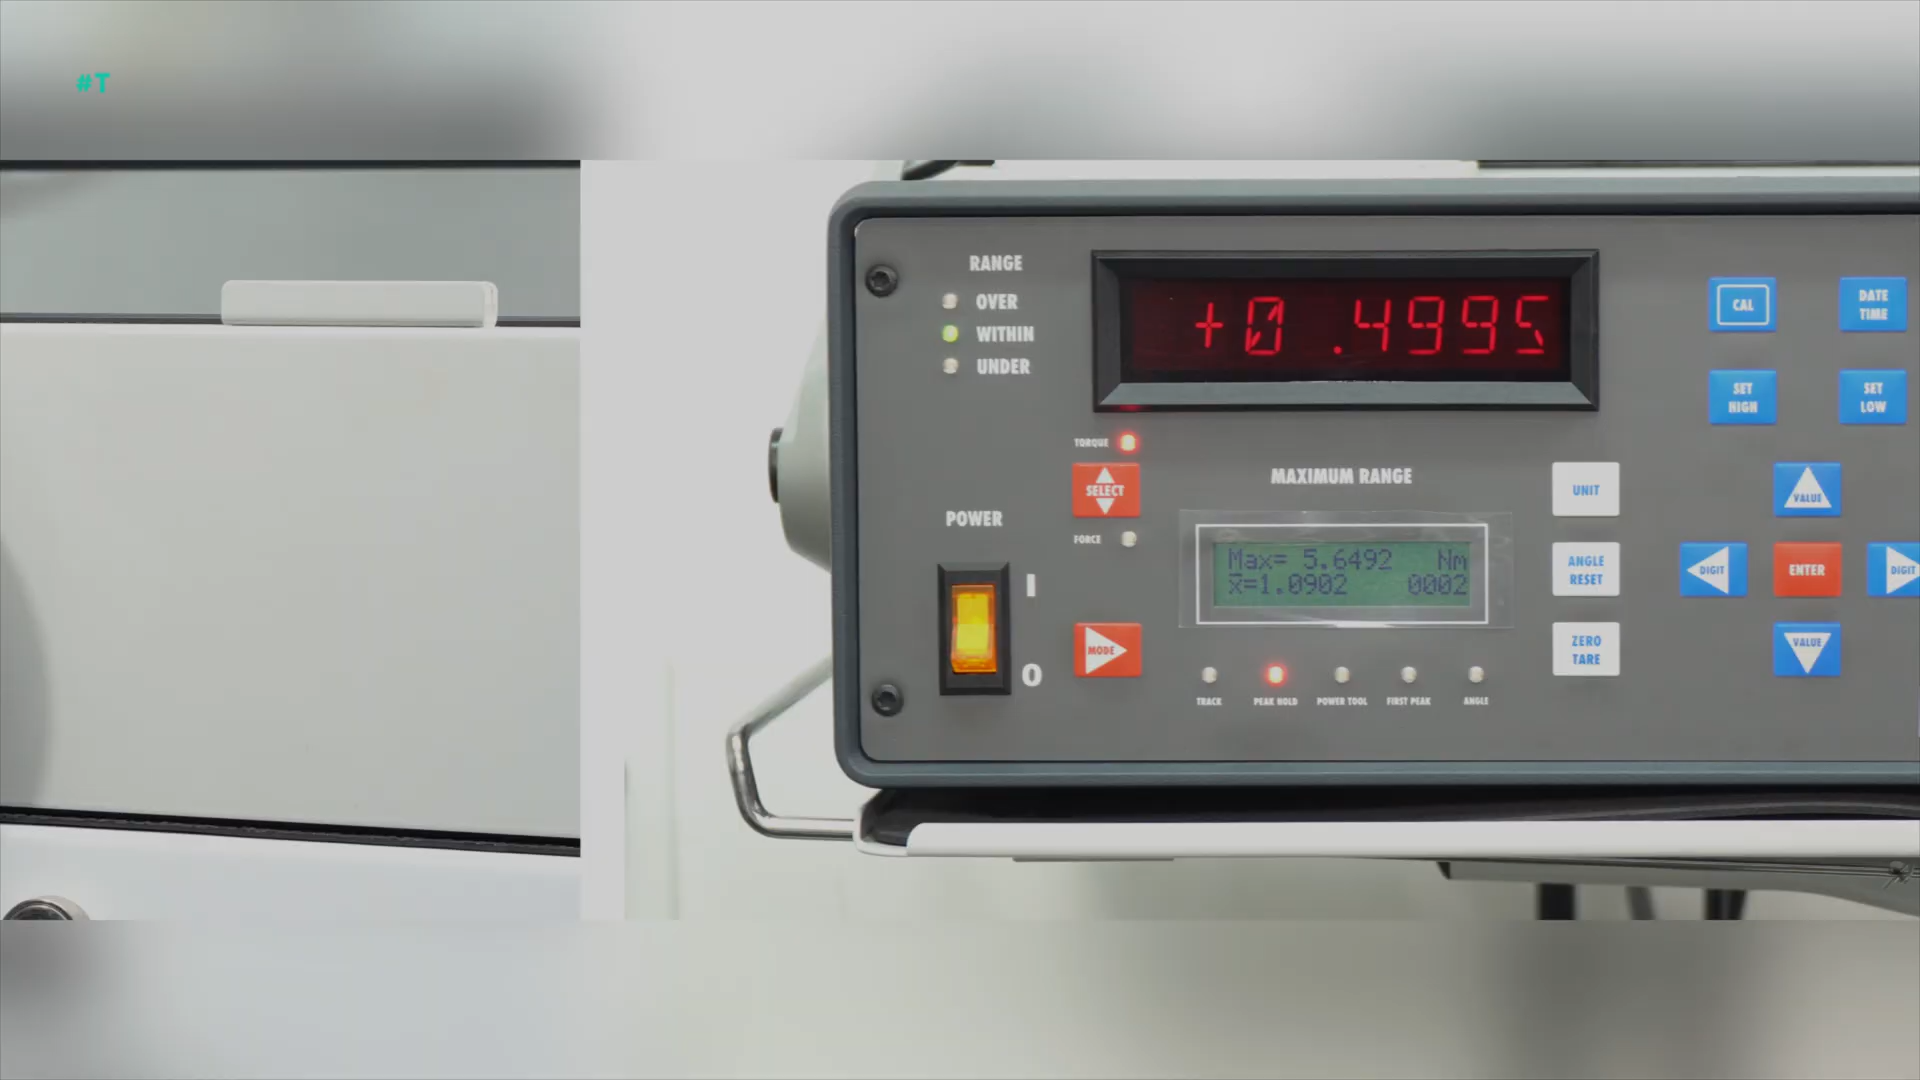 #T
RANGE
OVER
WITHIN
UNDER
+0.4995
CAL
DATE
TIME
SET
HIGH
SET
LOW
TORQUE
SELECT
FORCE
POWER
I
O
MODE
MAXIMUM RANGE
Max= 5.6492 Nm
x̄=1.0902 0002
TRACK
PEAK HOLD
POWER TOOL
FIRST PEAK
ANGLE
UNIT
ANGLE
RESET
ZERO
TARE
VALUE
DIGIT
ENTER
DIGIT
VALUE